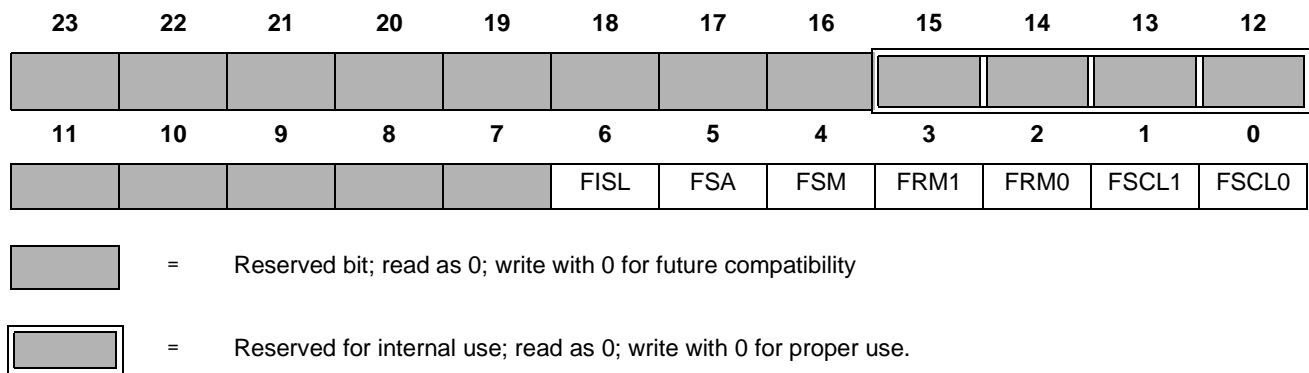 23 22 21 20 19 18 17 16 15 14 13 12
11 10 9 8 7 6 5 4 3 2 1 0
FISL FSA FSM FRM1 FRM0 FSCL1 FSCL0
= Reserved bit; read as 0; write with 0 for future compatibility
= Reserved for internal use; read as 0; write with 0 for proper use.